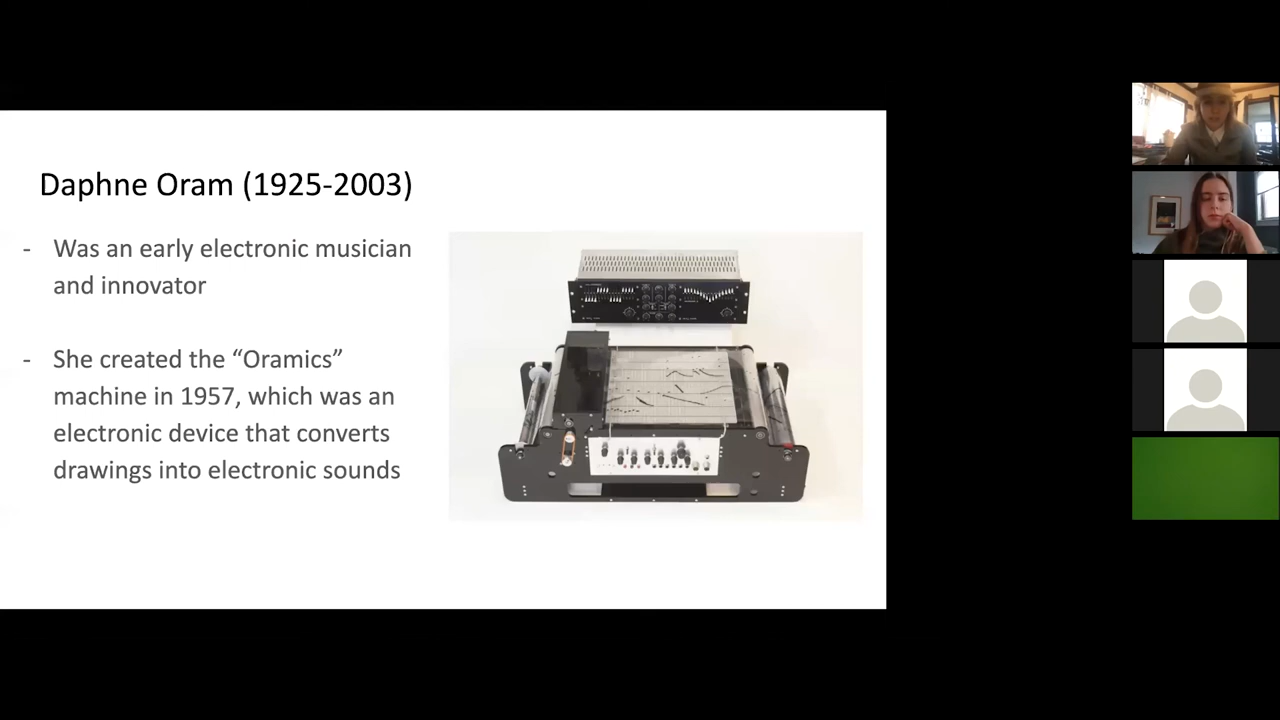 Daphne Oram (1925-2003)
- Was an early electronic musician
and innovator
- She created the “Oramics”
machine in 1957, which was an
electronic device that converts
drawings into electronic sounds